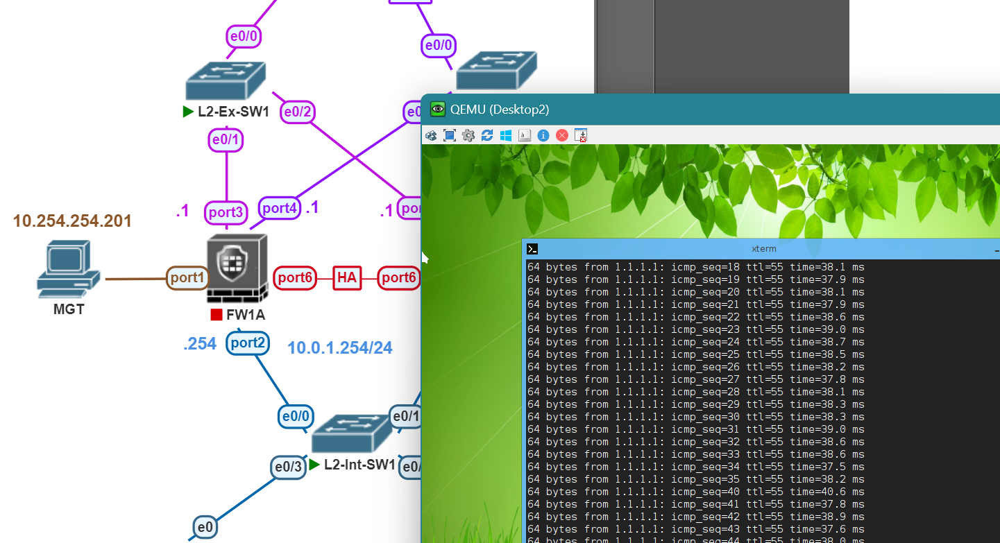 e0/0
e0/0
L2-Ex-SW1
e0/2
e0/1
.1
port3
port4
.1
.1
10.254.254.201
port1
port6
HA
port6
MGT
FW1A
.254
port2
10.0.1.254/24
e0/0
e0/1
e0/3
L2-Int-SW1
e0
QEMU (Desktop2)
xterm
64 bytes from 1.1.1.1: icmp_seq=18 ttl=55 time=38.1 ms
64 bytes from 1.1.1.1: icmp_seq=19 ttl=55 time=37.9 ms
64 bytes from 1.1.1.1: icmp_seq=20 ttl=55 time=38.1 ms
64 bytes from 1.1.1.1: icmp_seq=21 ttl=55 time=37.9 ms
64 bytes from 1.1.1.1: icmp_seq=22 ttl=55 time=38.6 ms
64 bytes from 1.1.1.1: icmp_seq=23 ttl=55 time=39.0 ms
64 bytes from 1.1.1.1: icmp_seq=24 ttl=55 time=38.7 ms
64 bytes from 1.1.1.1: icmp_seq=25 ttl=55 time=38.5 ms
64 bytes from 1.1.1.1: icmp_seq=26 ttl=55 time=38.2 ms
64 bytes from 1.1.1.1: icmp_seq=27 ttl=55 time=37.8 ms
64 bytes from 1.1.1.1: icmp_seq=28 ttl=55 time=38.1 ms
64 bytes from 1.1.1.1: icmp_seq=29 ttl=55 time=38.3 ms
64 bytes from 1.1.1.1: icmp_seq=30 ttl=55 time=38.3 ms
64 bytes from 1.1.1.1: icmp_seq=31 ttl=55 time=39.0 ms
64 bytes from 1.1.1.1: icmp_seq=32 ttl=55 time=38.6 ms
64 bytes from 1.1.1.1: icmp_seq=33 ttl=55 time=38.6 ms
64 bytes from 1.1.1.1: icmp_seq=34 ttl=55 time=37.5 ms
64 bytes from 1.1.1.1: icmp_seq=35 ttl=55 time=38.2 ms
64 bytes from 1.1.1.1: icmp_seq=40 ttl=55 time=40.6 ms
64 bytes from 1.1.1.1: icmp_seq=41 ttl=55 time=37.8 ms
64 bytes from 1.1.1.1: icmp_seq=42 ttl=55 time=38.9 ms
64 bytes from 1.1.1.1: icmp_seq=43 ttl=55 time=37.6 ms
64 bytes from 1.1.1.1: icmp_seq=44 ttl=55 time=38.0 ms